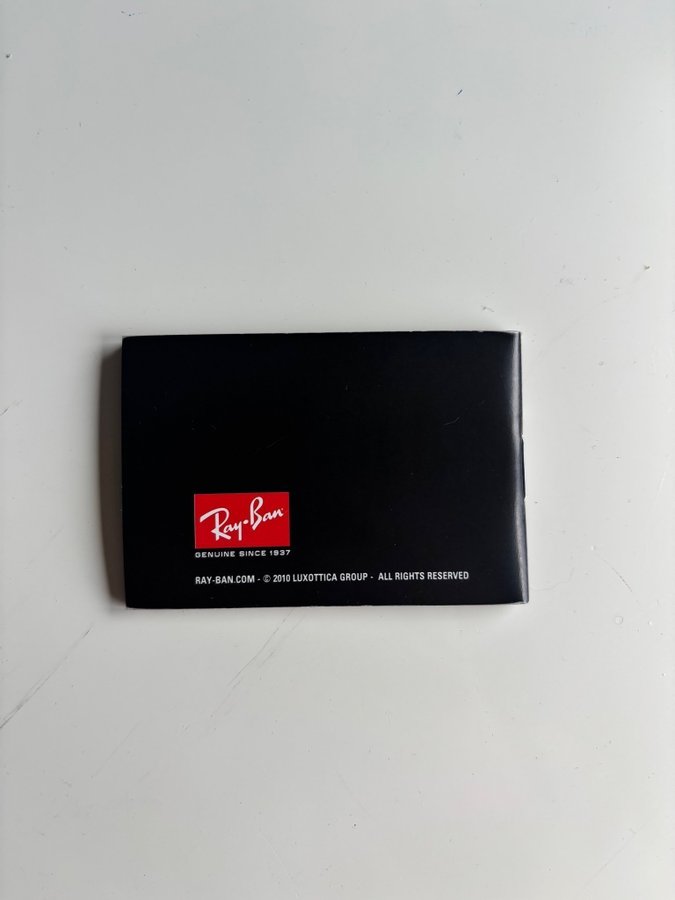 Ray-Ban
GENUINE SINCE 1937
RAY-BAN.COM - © 2010 LUXOTTICA GROUP - ALL RIGHTS RESERVED